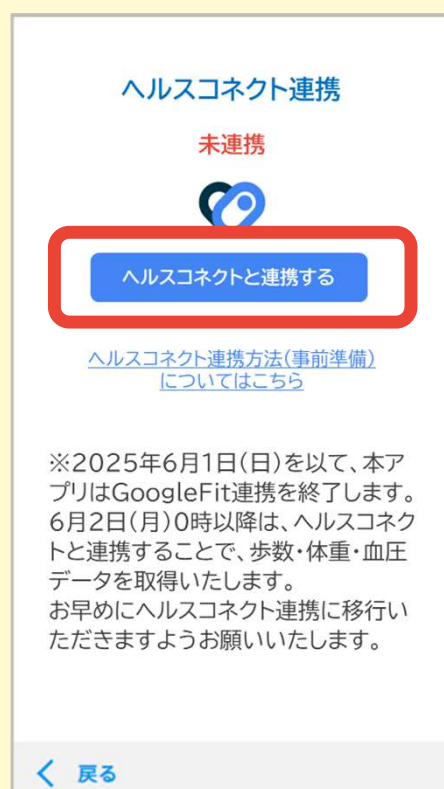 ヘルスコネクト連携
未連携
ヘルスコネクトと連携する
ヘルスコネクト連携方法(事前準備)
についてはこちら
※2025年6月1日(日)を以て、本ア
プリはGoogleFit連携を終了します。
6月2日(月)0時以降は、ヘルスコネク
トと連携することで、歩数・体重・血圧
データを取得いたします。
お早めにヘルスコネクト連携に移行い
ただきますようお願いいたします。
戻る